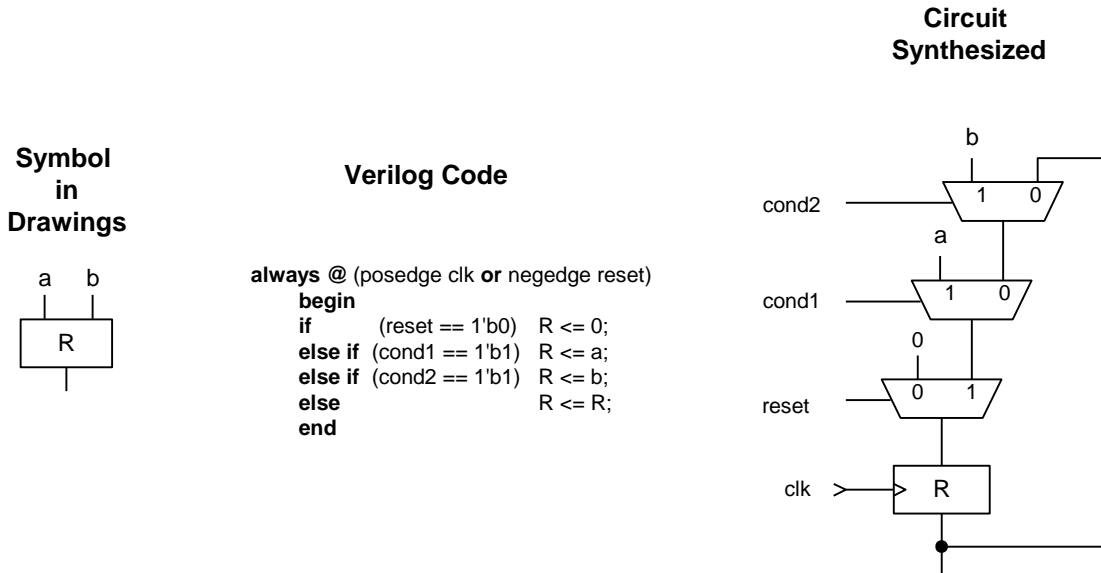 Circuit
Synthesized
Symbol
in
Drawings
Verilog Code
a b
R
always @ (posedge clk or negedge reset)
begin
if (reset == 1'b0) R <= 0;
else if (cond1 == 1'b1) R <= a;
else if (cond2 == 1'b1) R <= b;
else R <= R;
end
b
1 0
cond2
a
1 0
cond1
0
0 1
reset
clk R